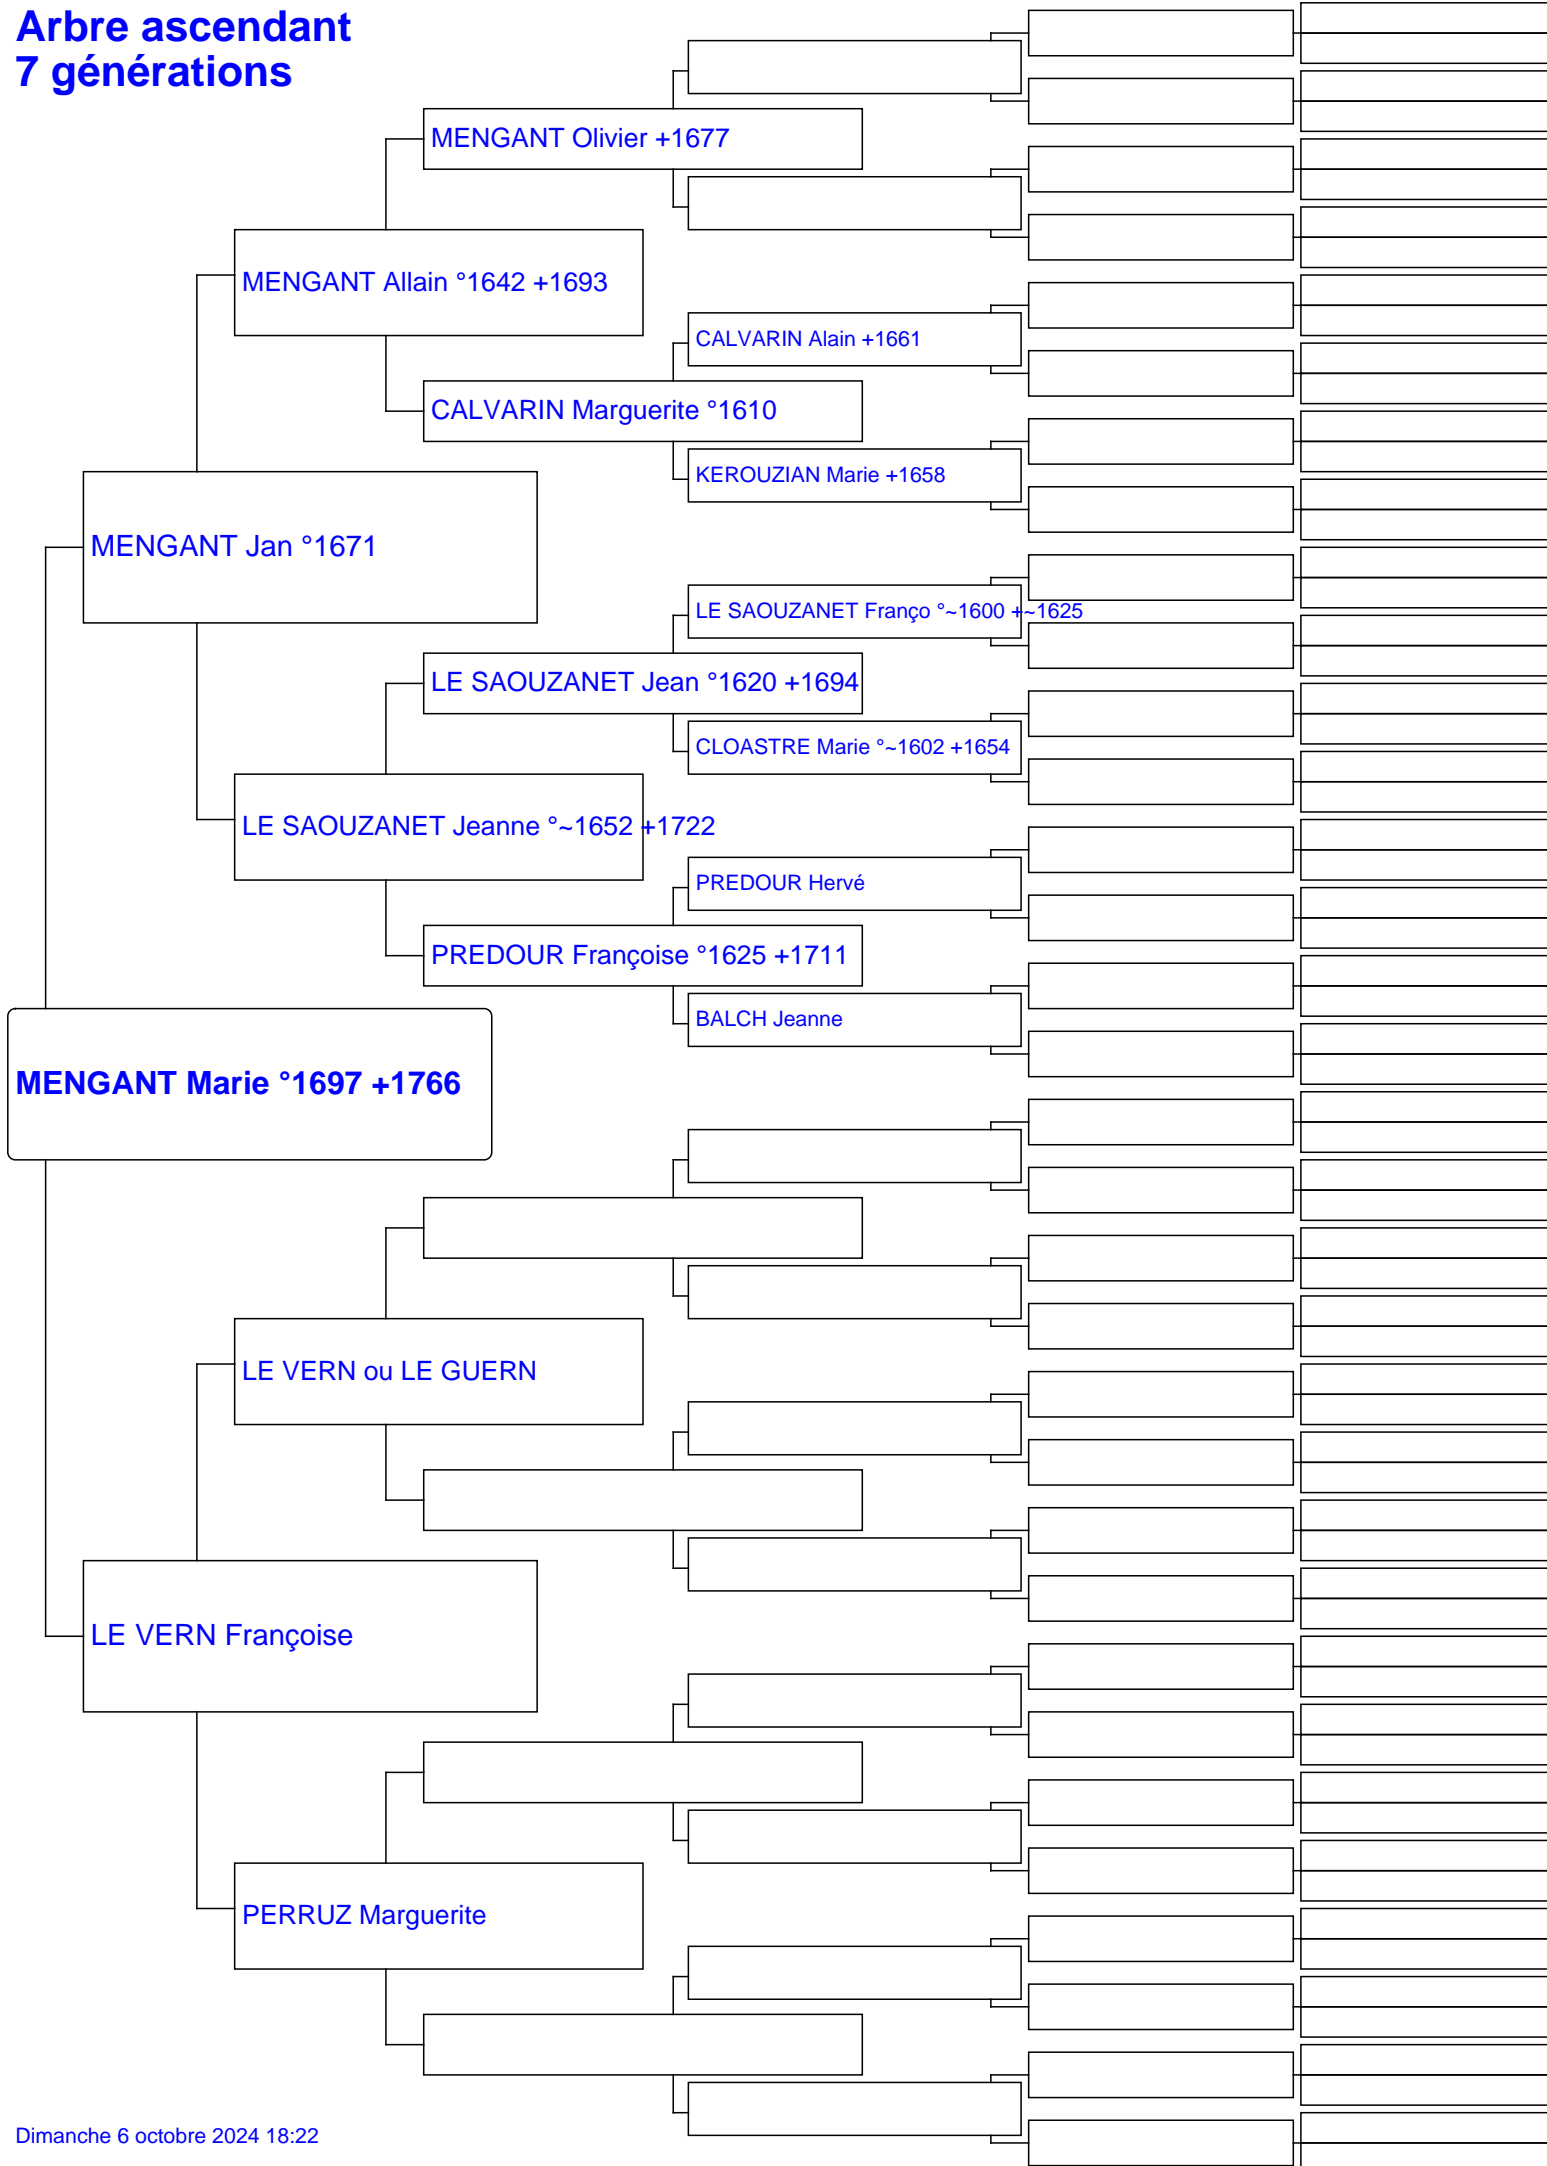 Arbre ascendant
7 générations
MENGANT Olivier +1677
MENGANT Allain °1642 +1693
CALVARIN Alain +1661
CALVARIN Marguerite °1610
KEROUZIAN Marie +1658
MENGANT Jan °1671
LE SAOUZANET Franço °~1600 +~1625
LE SAOUZANET Jean °1620 +1694
CLOASTRE Marie °~1602 +1654
LE SAOUZANET Jeanne °~1652 +1722
PREDOUR Hervé
PREDOUR Françoise °1625 +1711
BALCH Jeanne
MENGANT Marie °1697 +1766
LE VERN ou LE GUERN
LE VERN Françoise
PERRUZ Marguerite
Dimanche 6 octobre 2024 18:22